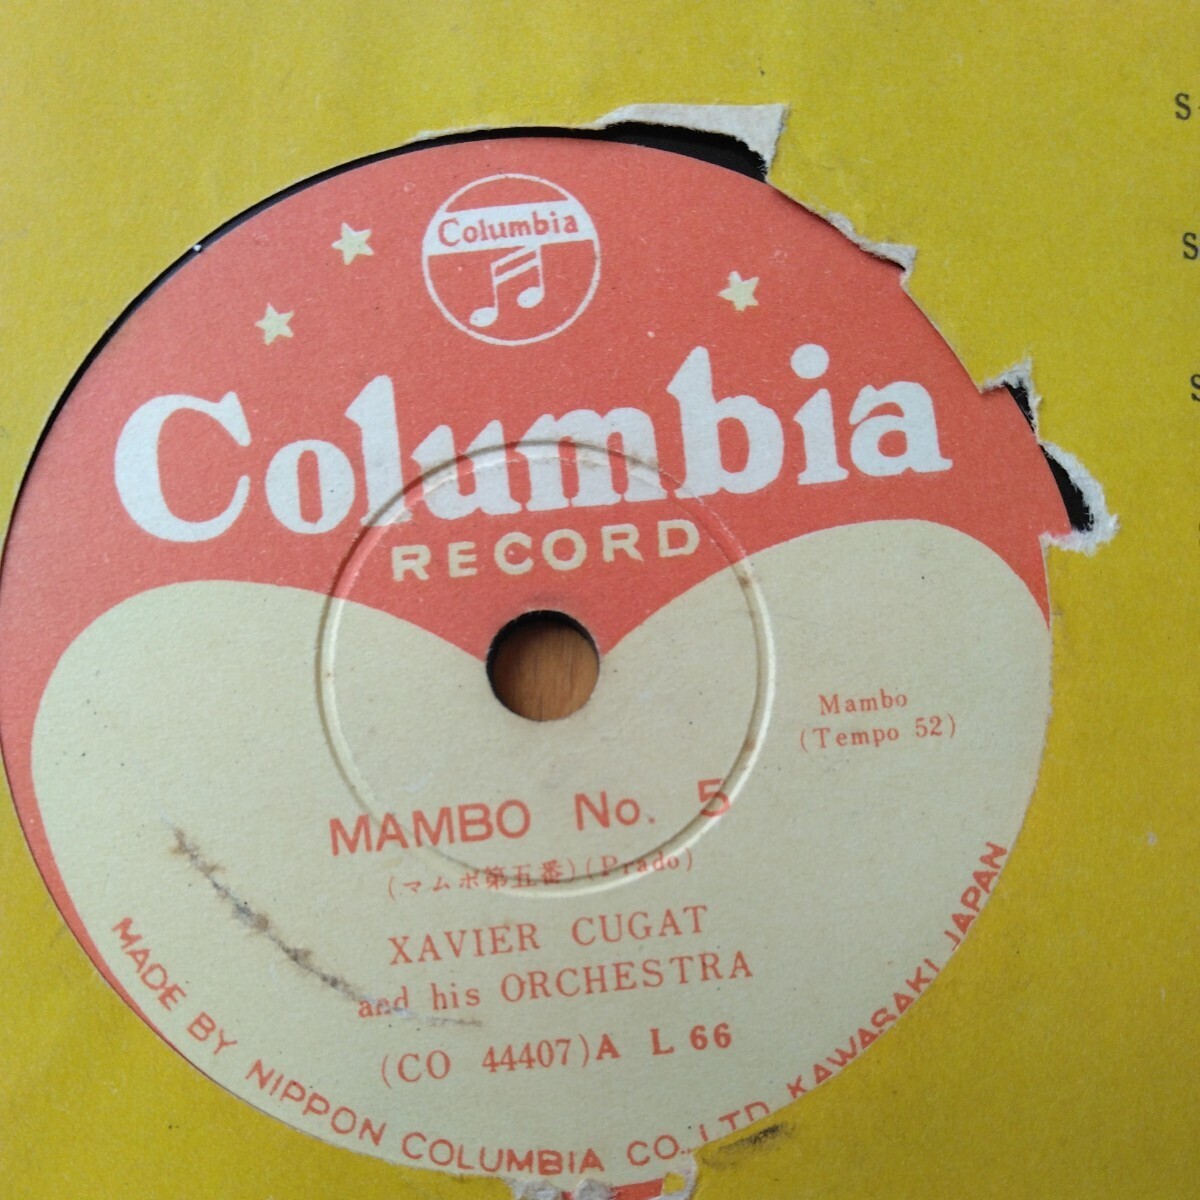 Columbia
Columbia
RECORD
Mambo
(Tempo 52)
MAMBO No. 5
(マムボ第五番)(Prado)
XAVIER CUGAT
and his ORCHESTRA
(CO 44407)A L 66
MADE BY NIPPON COLUMBIA CO., LTD. KAWASAKI, JAPAN
S
S
S